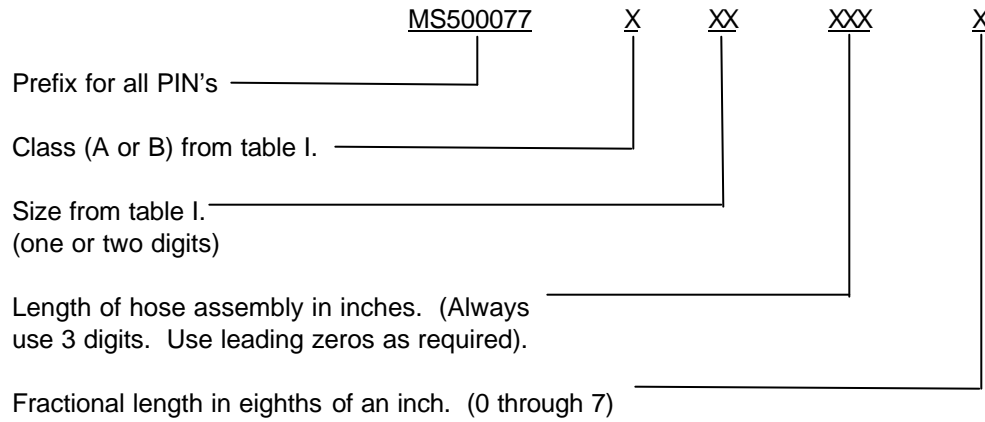 MS500077 X XX XXX X
Prefix for all PIN's
Class (A or B) from table I.
Size from table I.
(one or two digits)
Length of hose assembly in inches. (Always
use 3 digits. Use leading zeros as required).
Fractional length in eighths of an inch. (0 through 7)